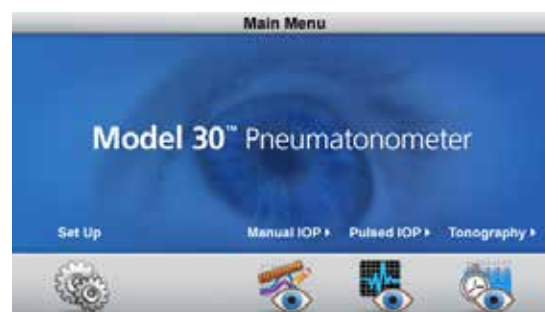 Main Menu
Model 30™ Pneumatonometer
Set Up Manual IOP ▸ Pulsed IOP ▸ Tonography ▸